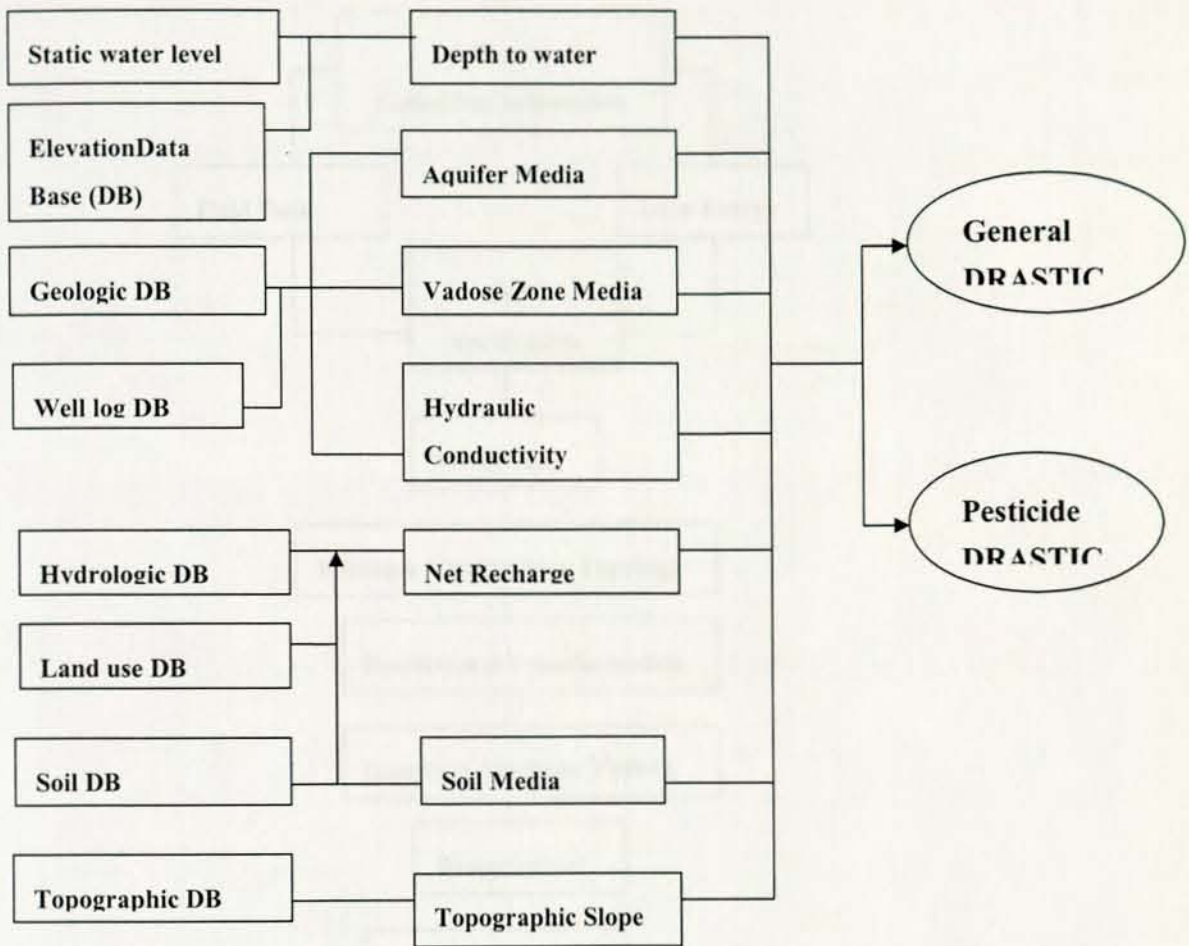 Static water level
ElevationData
Base (DB)
Geologic DB
Well log DB
Hydrologic DB
Land use DB
Soil DB
Topographic DB
Depth to water
Aquifer Media
Vadose Zone Media
Hydraulic
Conductivity
Net Recharge
Soil Media
Topographic Slope
General
DRASTIC
Pesticide
DRASTIC